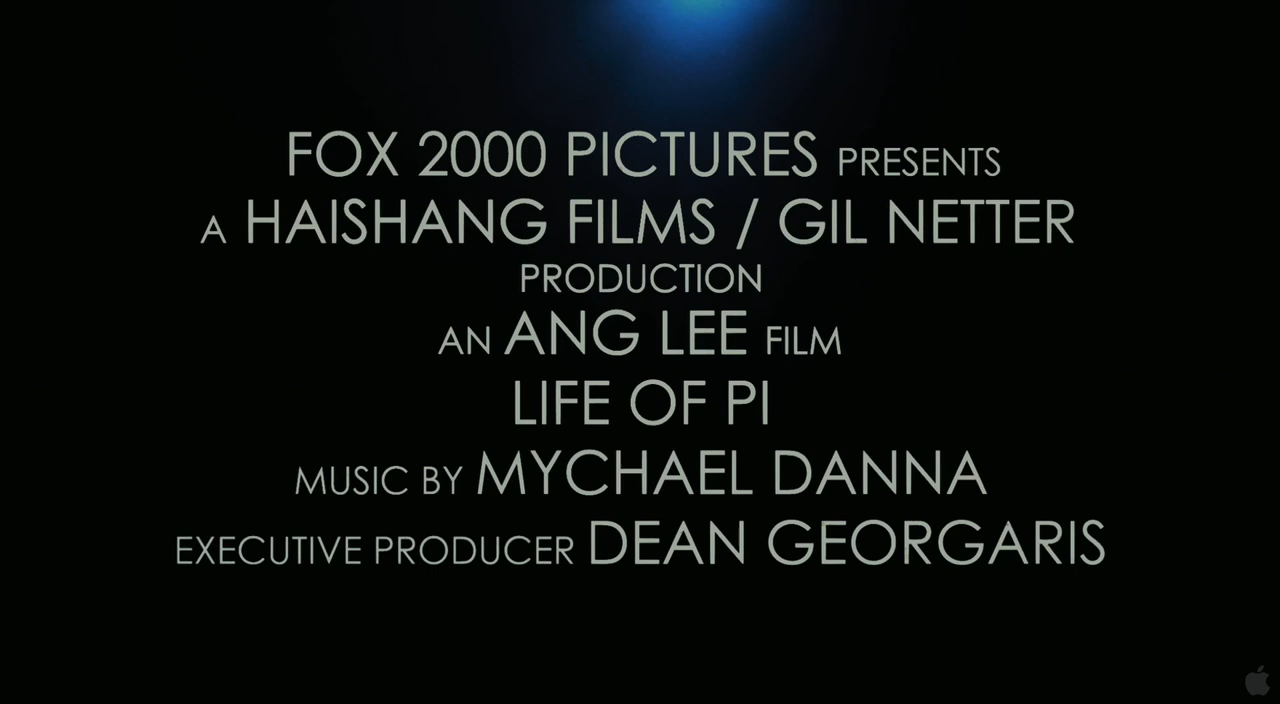 FOX 2000 PICTURES PRESENTS
A HAISHANG FILMS / GIL NETTER
PRODUCTION
AN ANG LEE FILM
LIFE OF PI
MUSIC BY MYCHAEL DANNA
EXECUTIVE PRODUCER DEAN GEORGARIS